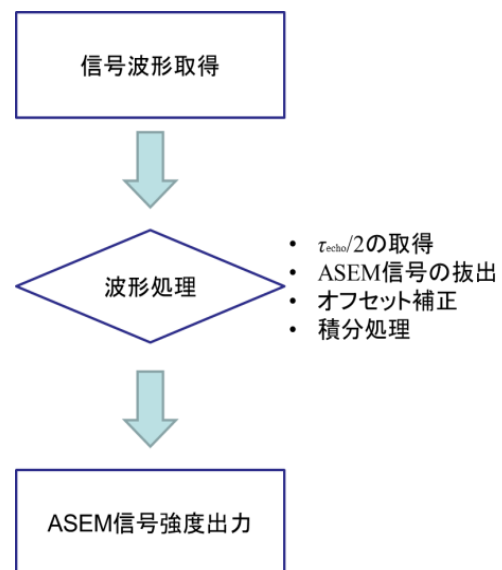 信号波形取得
波形処理
• τecho/2の取得
• ASEM信号の抜出
• オフセット補正
• 積分処理
ASEM信号強度出力